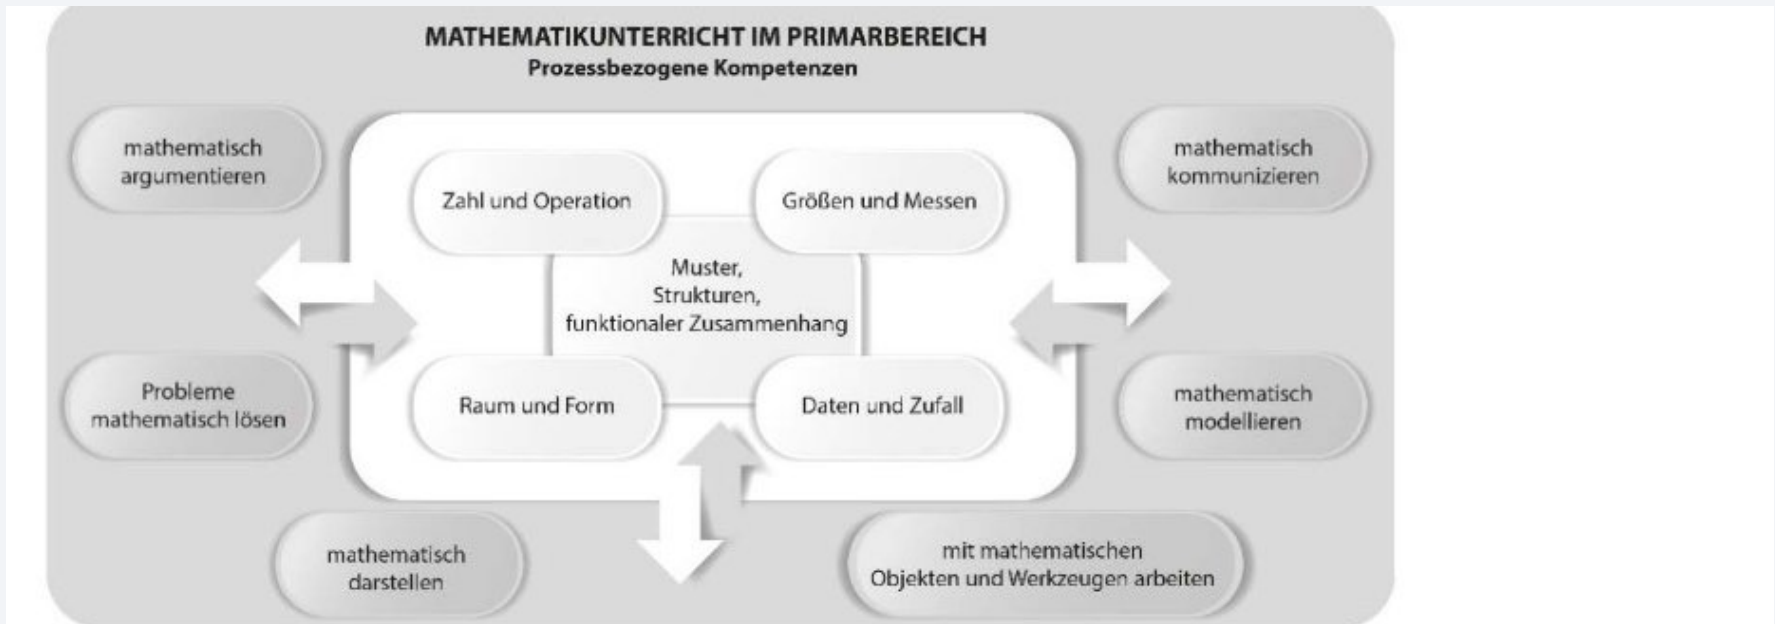 MATHEMATIKUNTERRICHT IM PRIMARBEREICH
Prozessbezogene Kompetenzen
mathematisch
argumentieren
mathematisch
kommunizieren
Zahl und Operation
Größen und Messen
Muster,
Strukturen,
funktionaler Zusammenhang
Probleme
mathematisch lösen
Raum und Form
Daten und Zufall
mathematisch
modellieren
mathematisch
darstellen
mit mathematischen
Objekten und Werkzeugen arbeiten